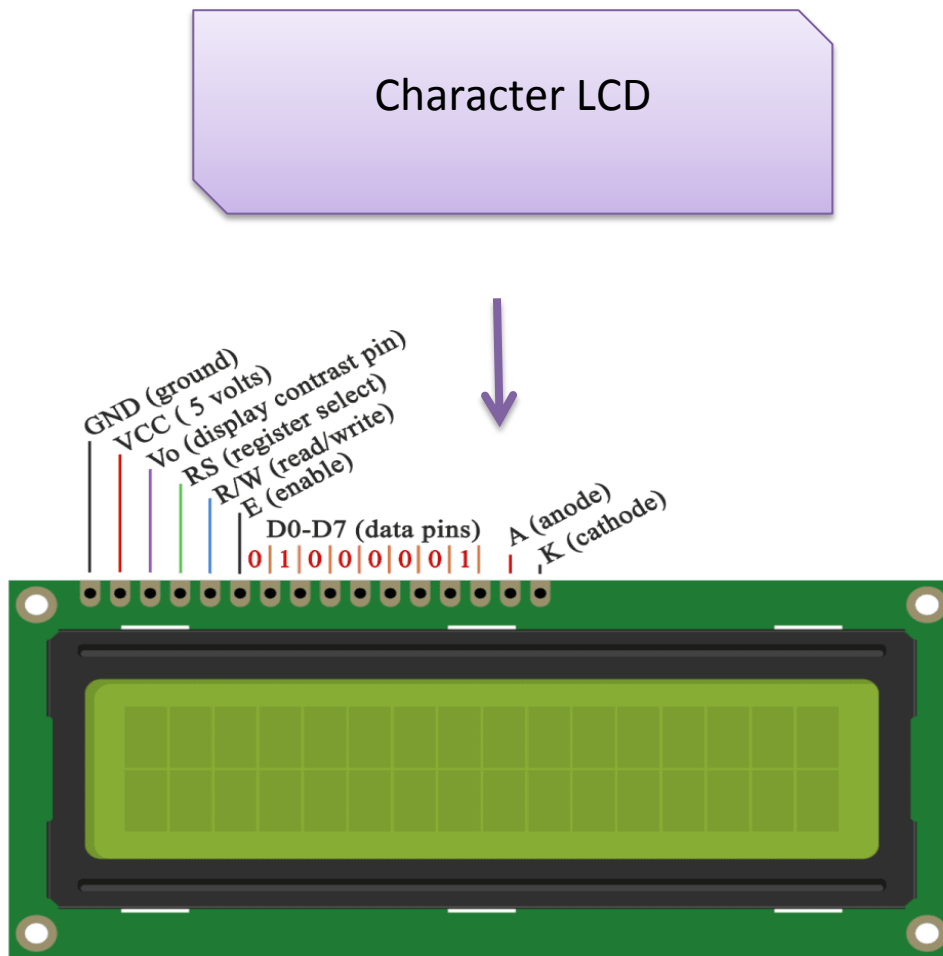 Character LCD
GND (ground)
VCC ( 5 volts)
Vo (display contrast pin)
RS (register select)
R/W (read/write)
E (enable)
D0-D7 (data pins)
0 1 0 0 0 0 0 1
A (anode)
K (cathode)